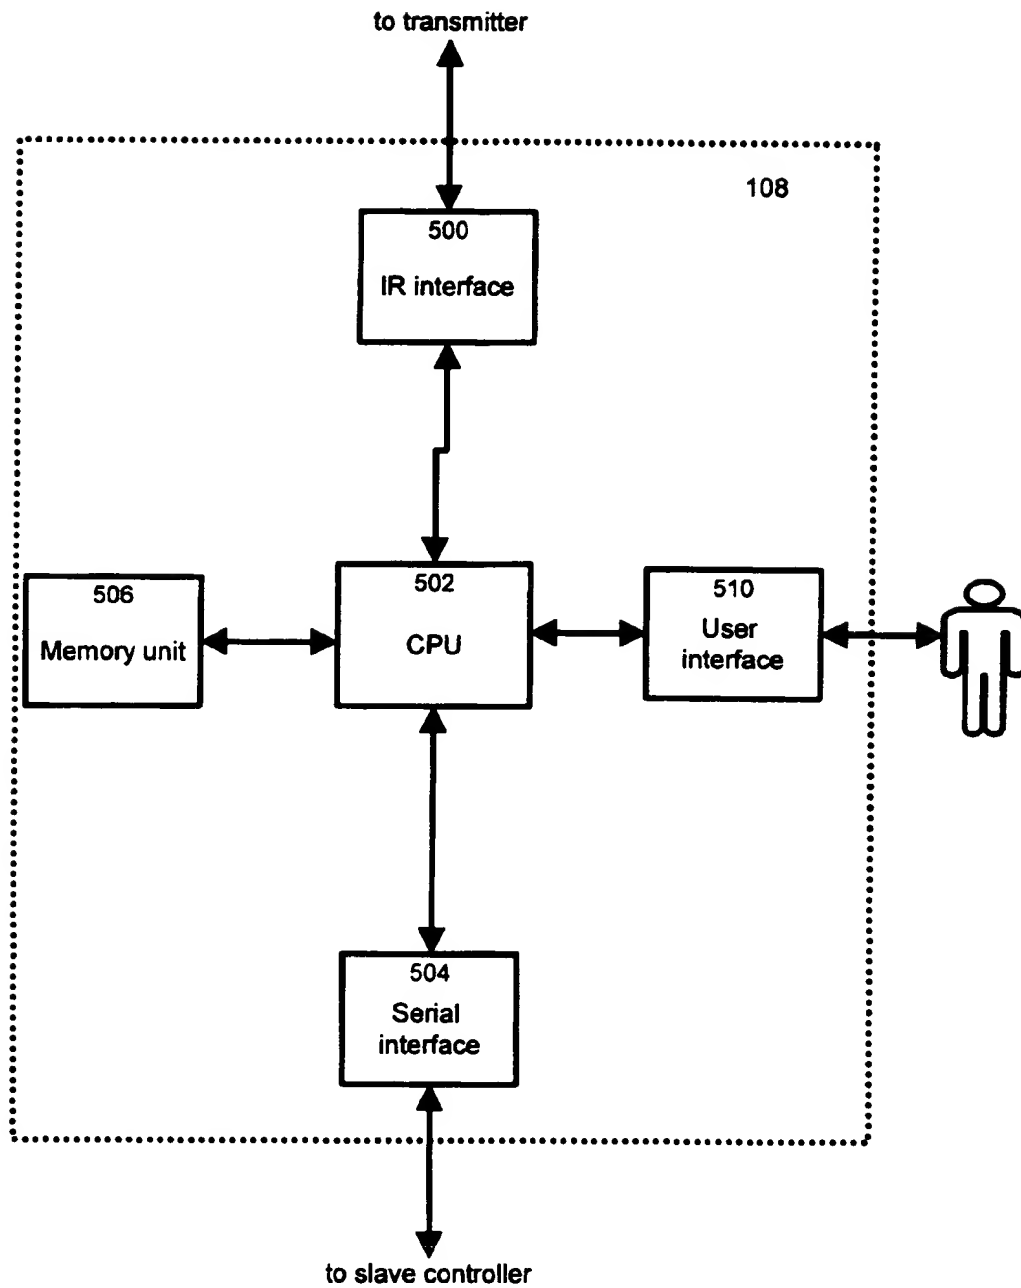 to transmitter
108
500
IR interface
506
Memory unit
502
CPU
510
User
interface
504
Serial
interface
to slave controller